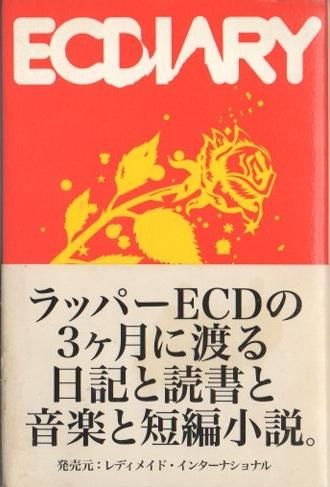 ECDIARY
ラッパーECDの
3ヶ月に渡る
日記と読書と
音楽と短編小説。
発売元：レディメイド・インターナショナル